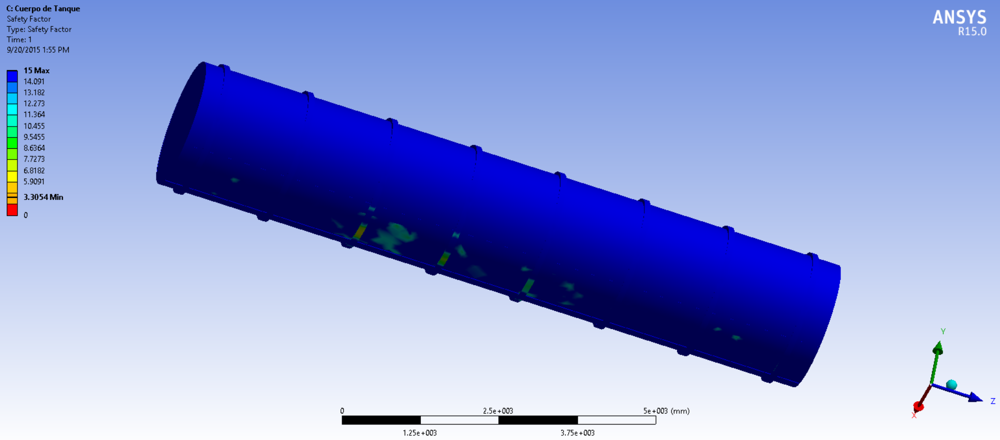 C: Cuerpo de Tanque
Safety Factor
Type: Safety Factor
Time: 1
9/20/2015 1:55 PM
ANSYS
R15.0
15 Max
14.091
13.182
12.273
11.364
10.455
9.5455
8.6364
7.7273
6.8182
5.9091
3.3054 Min
0
Y
Z
X
0 2.5e+003 5e+003 (mm)
1.25e+003 3.75e+003